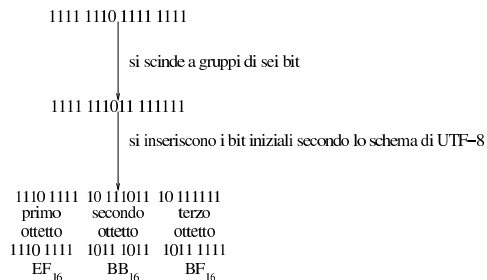 1111 1110 1111 1111
si scinde a gruppi di sei bit
1111 111011 111111
si inseriscono i bit iniziali secondo lo schema di UTF−8
1110 1111 10 111011 10 111111
primo secondo terzo
ottetto ottetto ottetto
1110 1111 1011 1011 1011 1111
EF16 BB16 BF16